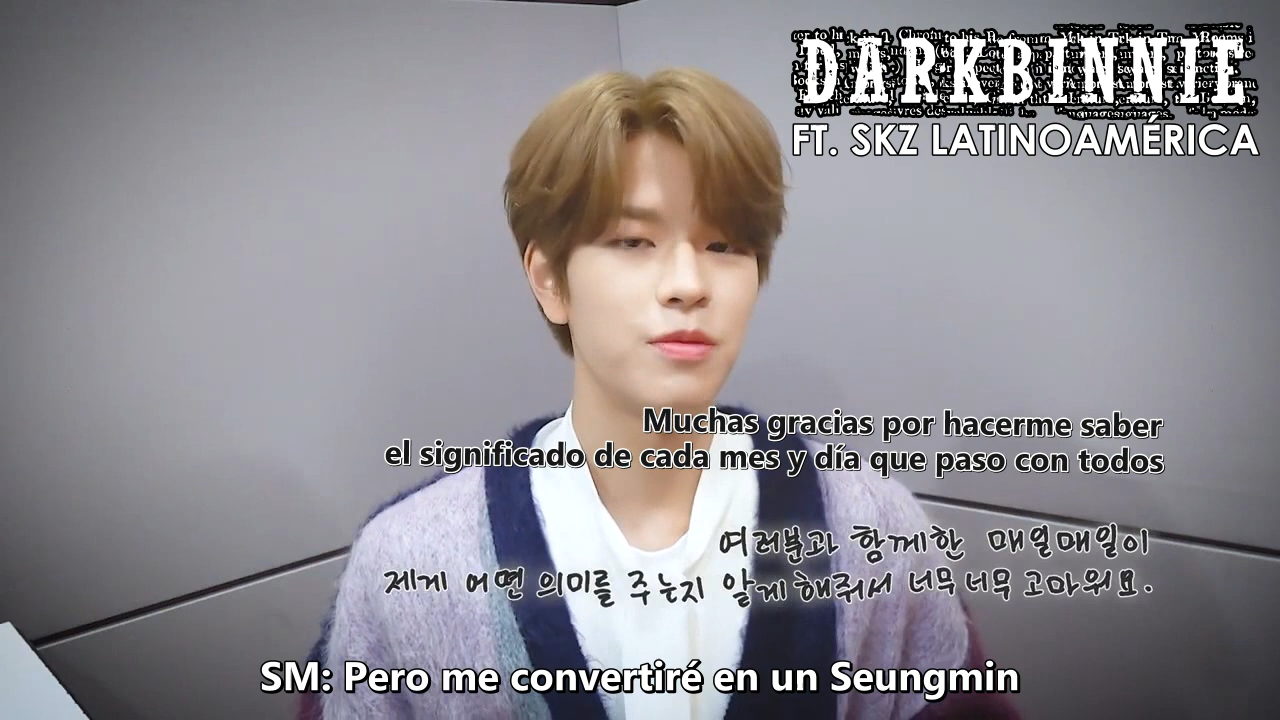 DARKBINNIE
FT. SKZ LATINOAMÉRICA
Muchas gracias por hacerme saber
el significado de cada mes y día que paso con todos
여러분과 함께한 매일매일이
제게 어떤 의미를 주는지 알게해줘서 너무너무 고마워요.
SM: Pero me convertiré en un Seungmin